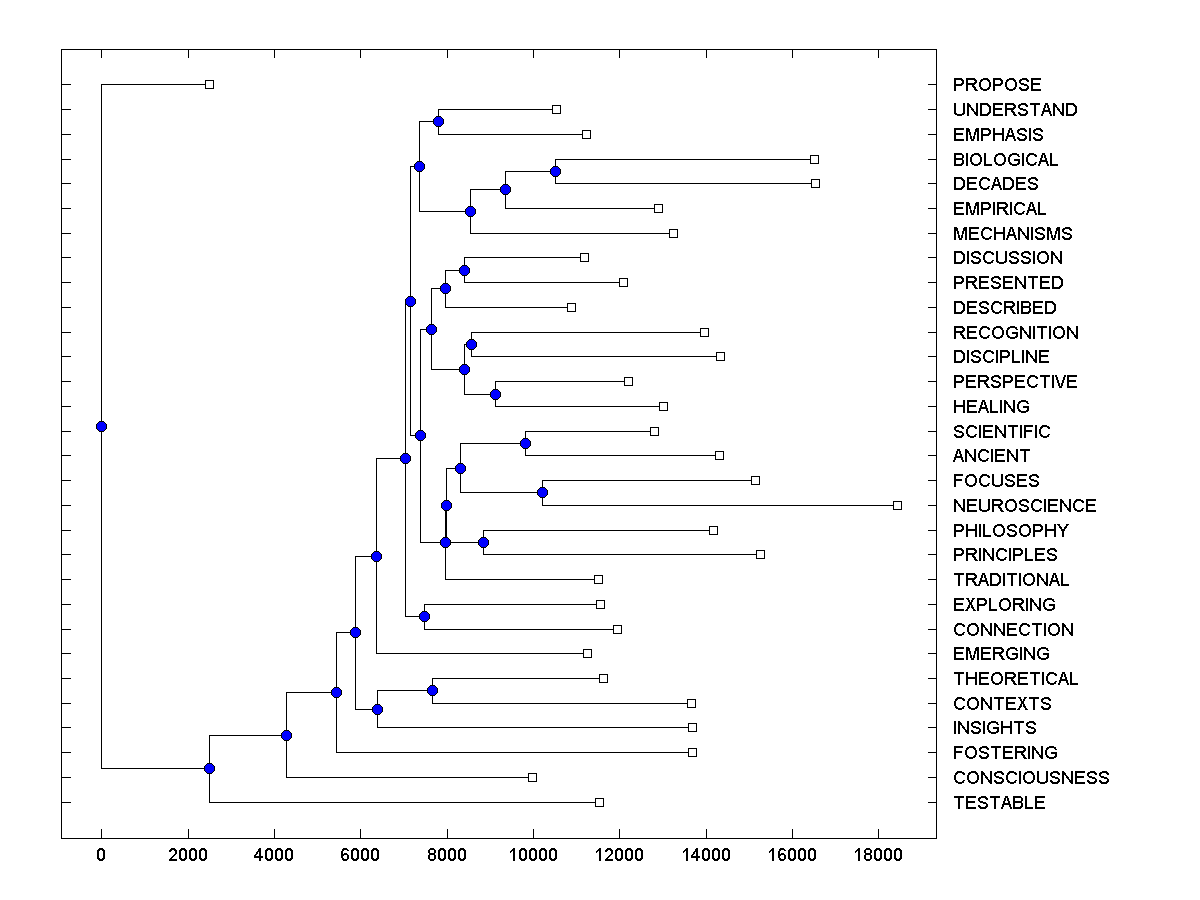 PROPOSE
UNDERSTAND
EMPHASIS
BIOLOGICAL
DECADES
EMPIRICAL
MECHANISMS
DISCUSSION
PRESENTED
DESCRIBED
RECOGNITION
DISCIPLINE
PERSPECTIVE
HEALING
SCIENTIFIC
ANCIENT
FOCUSES
NEUROSCIENCE
PHILOSOPHY
PRINCIPLES
TRADITIONAL
EXPLORING
CONNECTION
EMERGING
THEORETICAL
CONTEXTS
INSIGHTS
FOSTERING
CONSCIOUSNESS
TESTABLE
0 2000 4000 6000 8000 10000 12000 14000 16000 18000